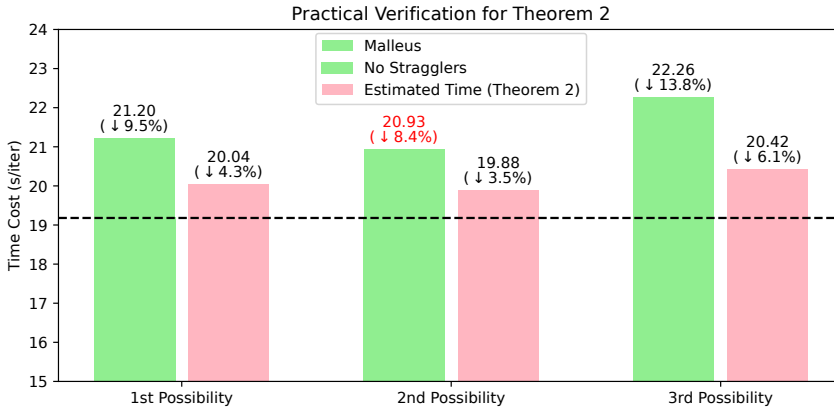 Practical Verification for Theorem 2
Time Cost (s/iter)
24
23
22
21
20
19
18
17
16
15
Malleus
No Stragglers
Estimated Time (Theorem 2)
21.20
(↓9.5%)
20.04
(↓4.3%)
20.93
(↓8.4%)
19.88
(↓3.5%)
22.26
(↓13.8%)
20.42
(↓6.1%)
1st Possibility
2nd Possibility
3rd Possibility